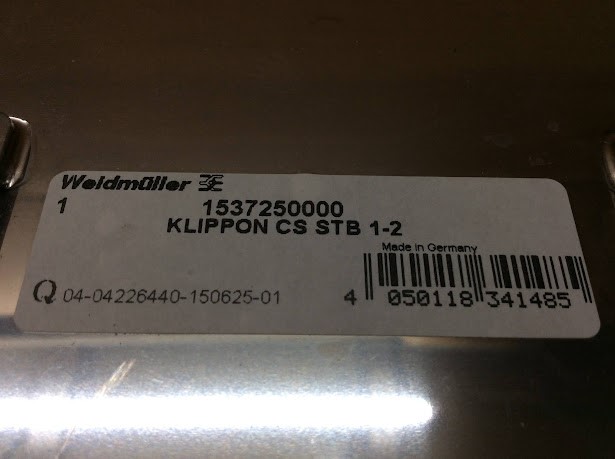 Weidmüller
1
1537250000
KLIPPON CS STB 1-2
Made in Germany
Q 04-04226440-150625-01
4 050118 341485